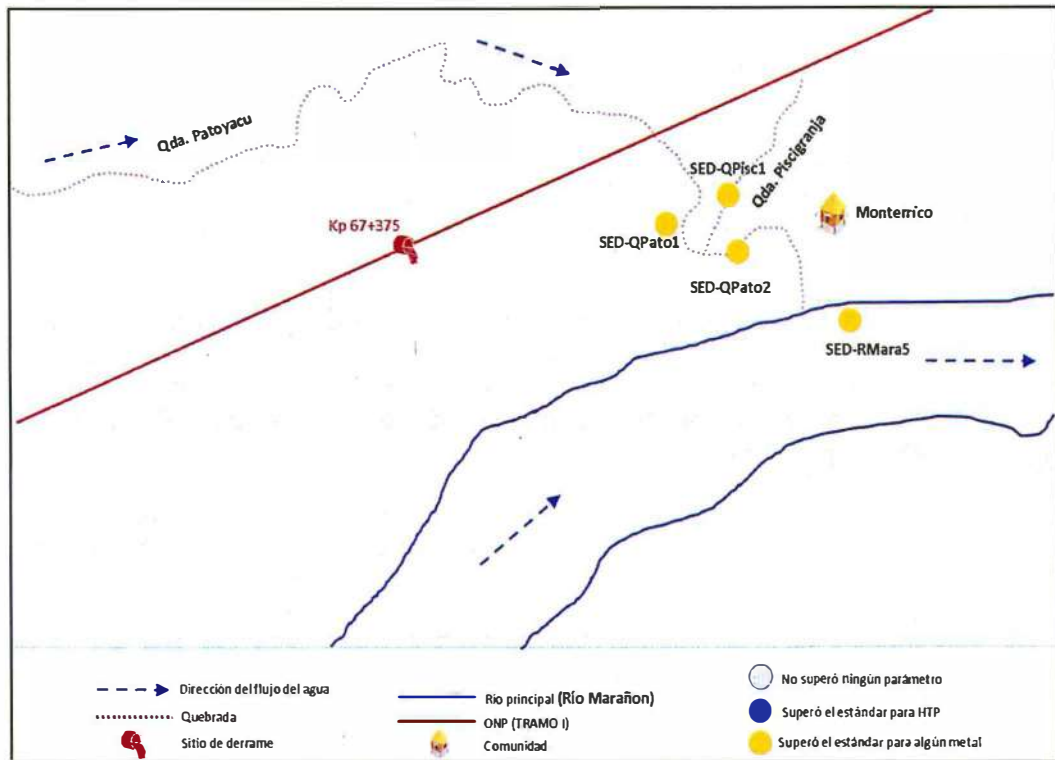 Qda. Patoyacu
SED-QPisc1
Qda. Piscigranja
Kp 67+375
SED-QPato1
Monterrico
SED-QPato2
SED-RMara5
Dirección del flujo del agua
Quebrada
Sitio de derrame
Río principal (Río Marañon)
ONP (TRAMO I)
Comunidad
No superó ningún parámetro
Superó el estándar para HTP
Superó el estándar para algún metal